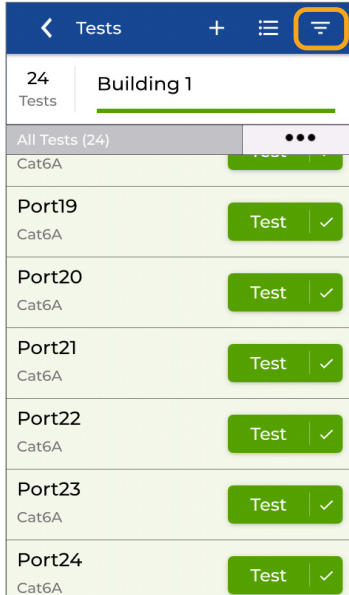 Tests
24
Tests
Building 1
All Tests (24)
Cat6A
Port19
Cat6A
Test
Port20
Cat6A
Test
Port21
Cat6A
Test
Port22
Cat6A
Test
Port23
Cat6A
Test
Port24
Cat6A
Test